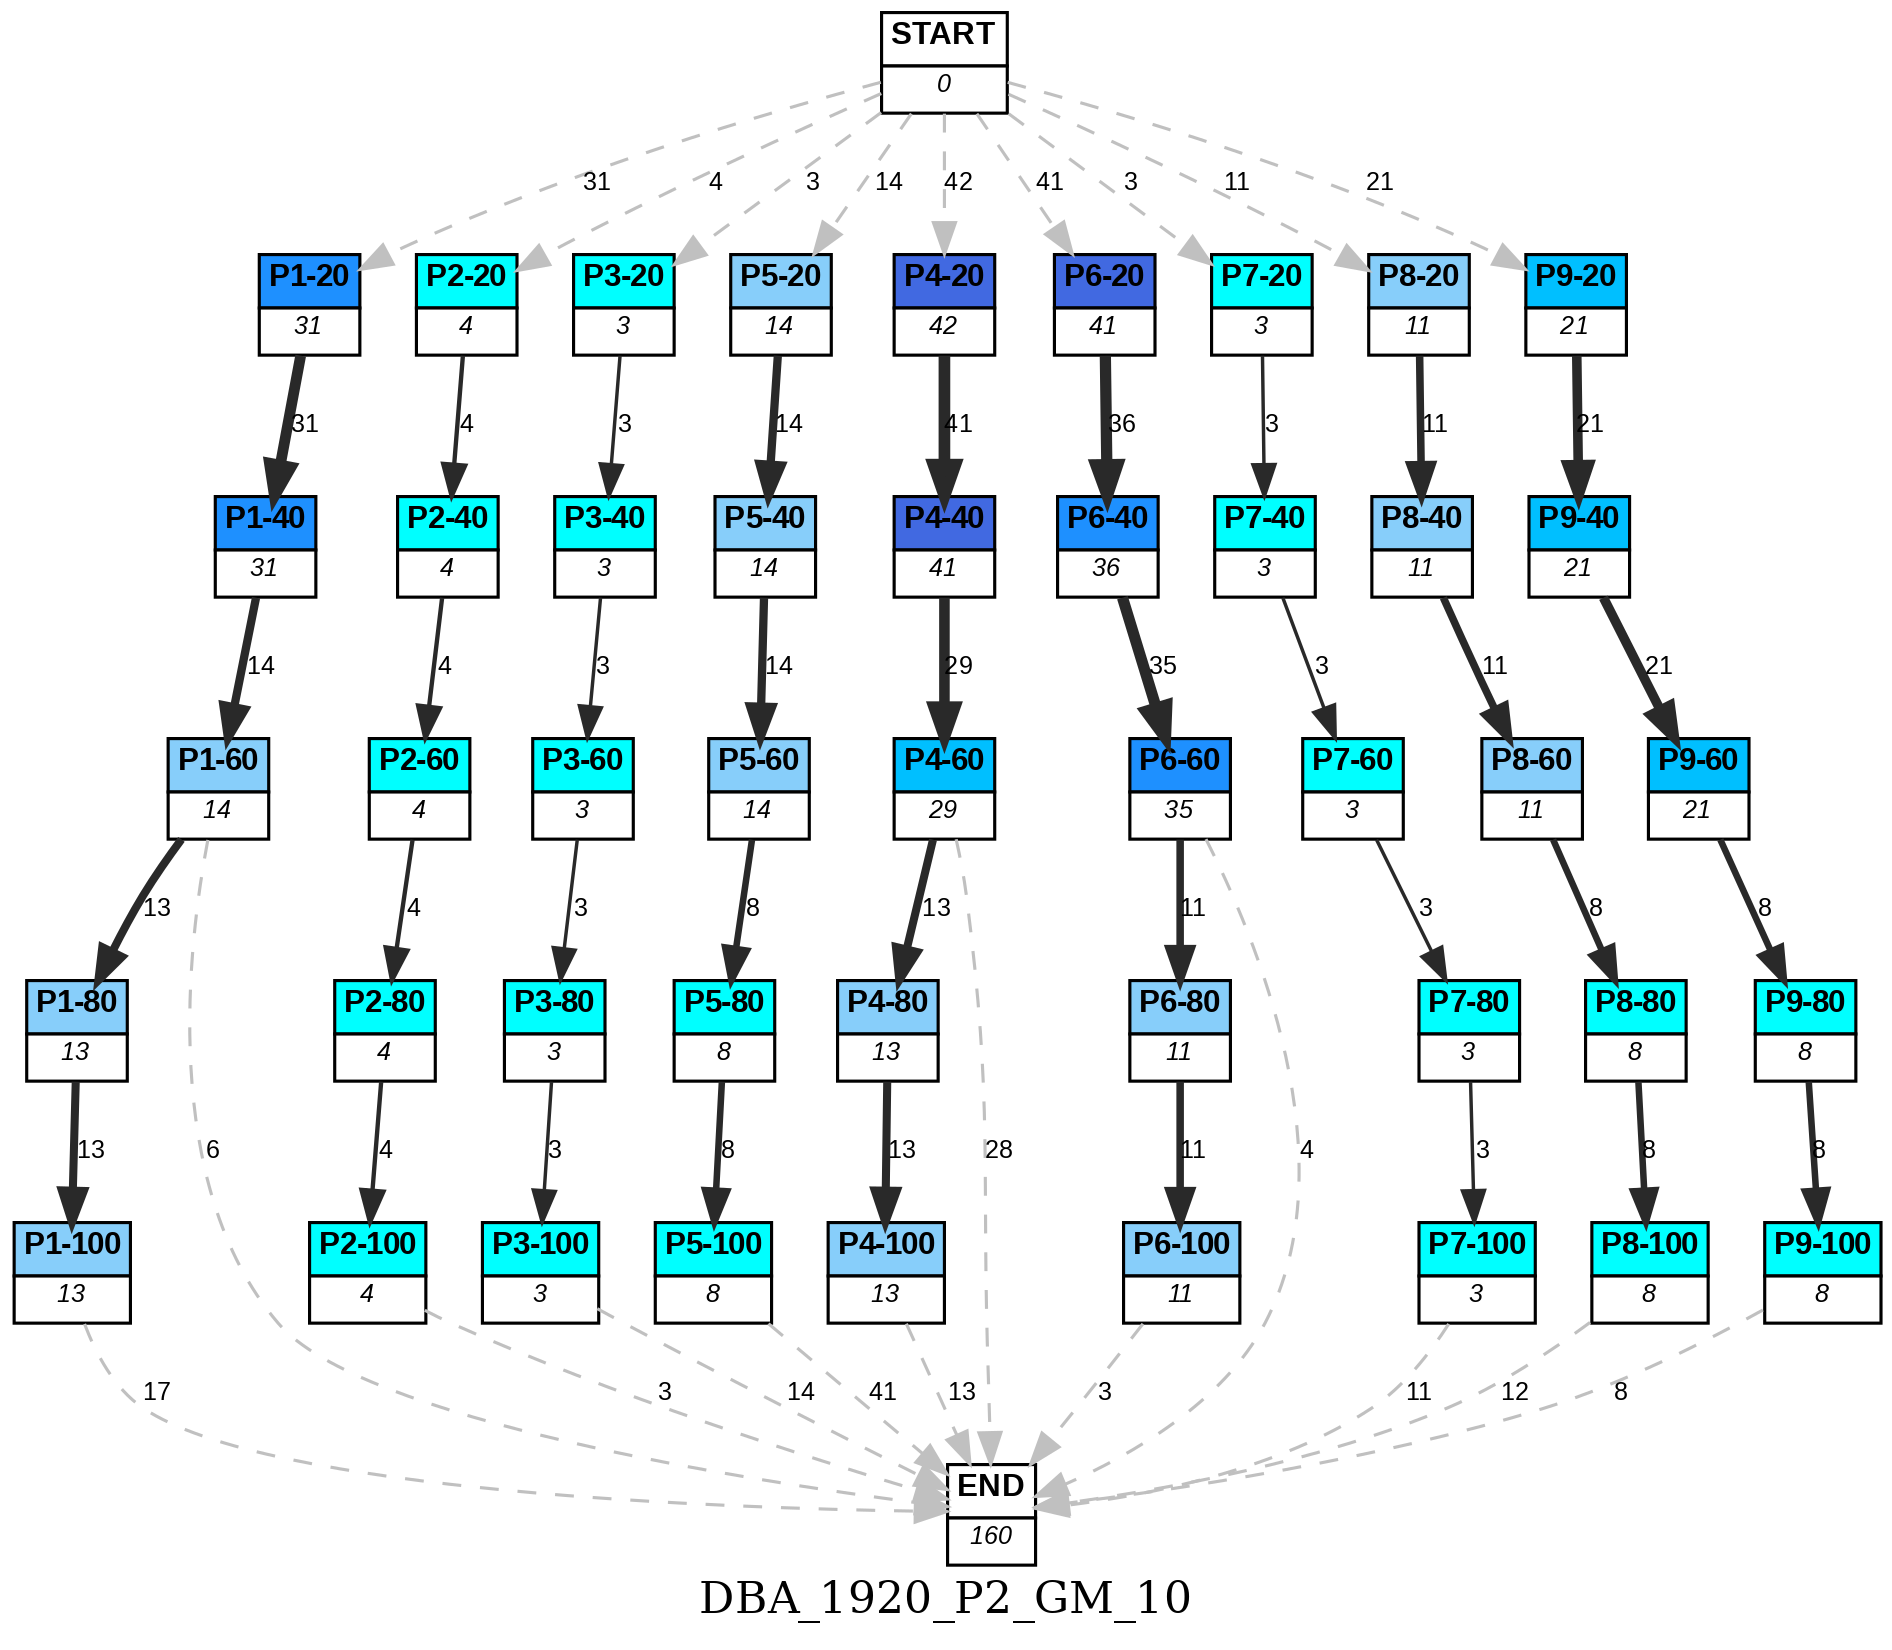 START
0
31 4 3 14 42 41 3 11 21
P1-20 P2-20 P3-20 P5-20 P4-20 P6-20 P7-20 P8-20 P9-20
31 4 3 14 42 41 3 11 21
31 4 3 14 41 36 3 11 21
P1-40 P2-40 P3-40 P5-40 P4-40 P6-40 P7-40 P8-40 P9-40
31 4 3 14 41 36 3 11 21
14 4 3 14 29 35 3 11 21
P1-60 P2-60 P3-60 P5-60 P4-60 P6-60 P7-60 P8-60 P9-60
14 4 3 14 29 35 3 11 21
13 4 3 8 13 11 3 8 8
P1-80 P2-80 P3-80 P5-80 P4-80 P6-80 P7-80 P8-80 P9-80
13 4 3 8 13 11 3 8 8
13 6 4 3 8 13 28 11 4 3 8 8
P1-100 P2-100 P3-100 P5-100 P4-100 P6-100 P7-100 P8-100 P9-100
13 4 3 8 13 11 3 8 8
17 3 14 41 13 3 11 12 8
END
160
DBA_1920_P2_GM_10